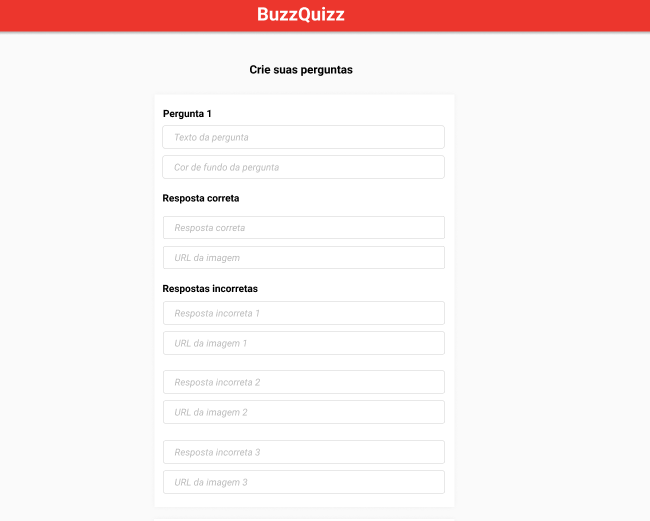 BuzzQuizz
Crie suas perguntas
Pergunta 1
Texto da pergunta
Cor de fundo da pergunta
Resposta correta
Resposta correta
URL da imagem
Respostas incorretas
Resposta incorreta 1
URL da imagem 1
Resposta incorreta 2
URL da imagem 2
Resposta incorreta 3
URL da imagem 3